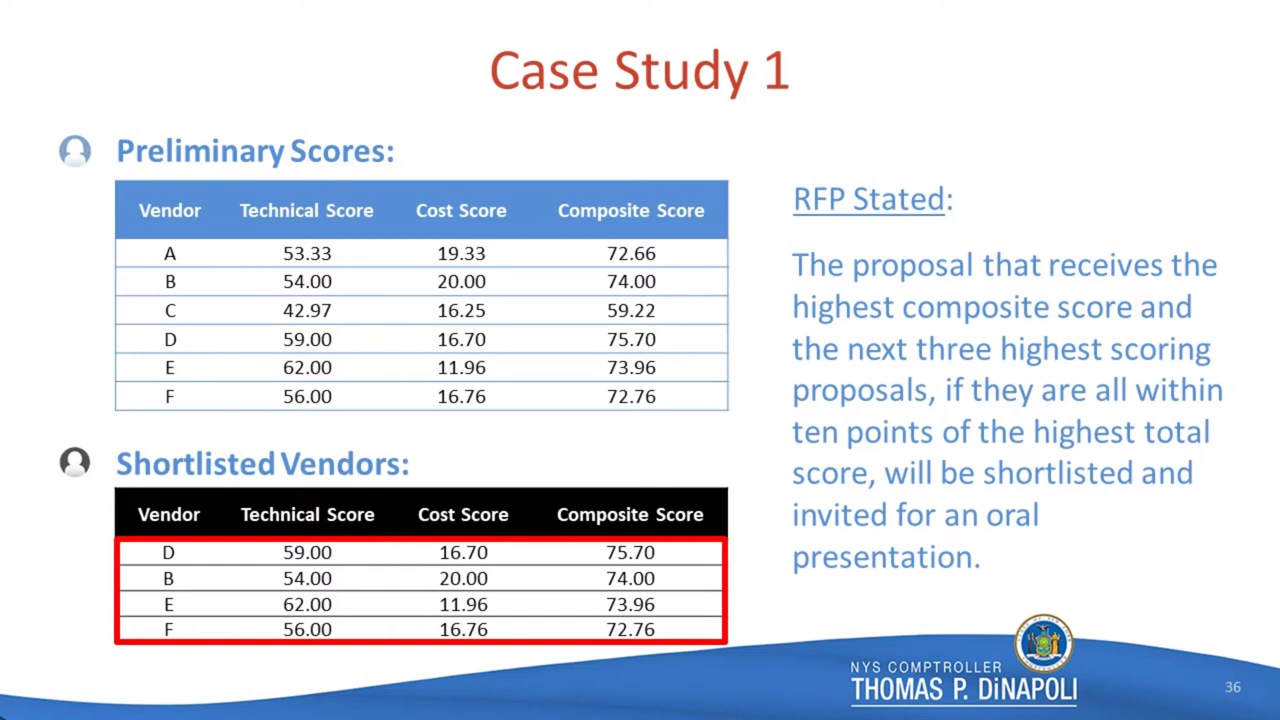 Case Study 1
Preliminary Scores:
Vendor Technical Score Cost Score Composite Score
A 53.33 19.33 72.66
B 54.00 20.00 74.00
C 42.97 16.25 59.22
D 59.00 16.70 75.70
E 62.00 11.96 73.96
F 56.00 16.76 72.76
Shortlisted Vendors:
Vendor Technical Score Cost Score Composite Score
D 59.00 16.70 75.70
B 54.00 20.00 74.00
E 62.00 11.96 73.96
F 56.00 16.76 72.76
RFP Stated:
The proposal that receives the
highest composite score and
the next three highest scoring
proposals, if they are all within
ten points of the highest total
score, will be shortlisted and
invited for an oral
presentation.
NYS COMPTROLLER
THOMAS P. DiNAPOLI
36